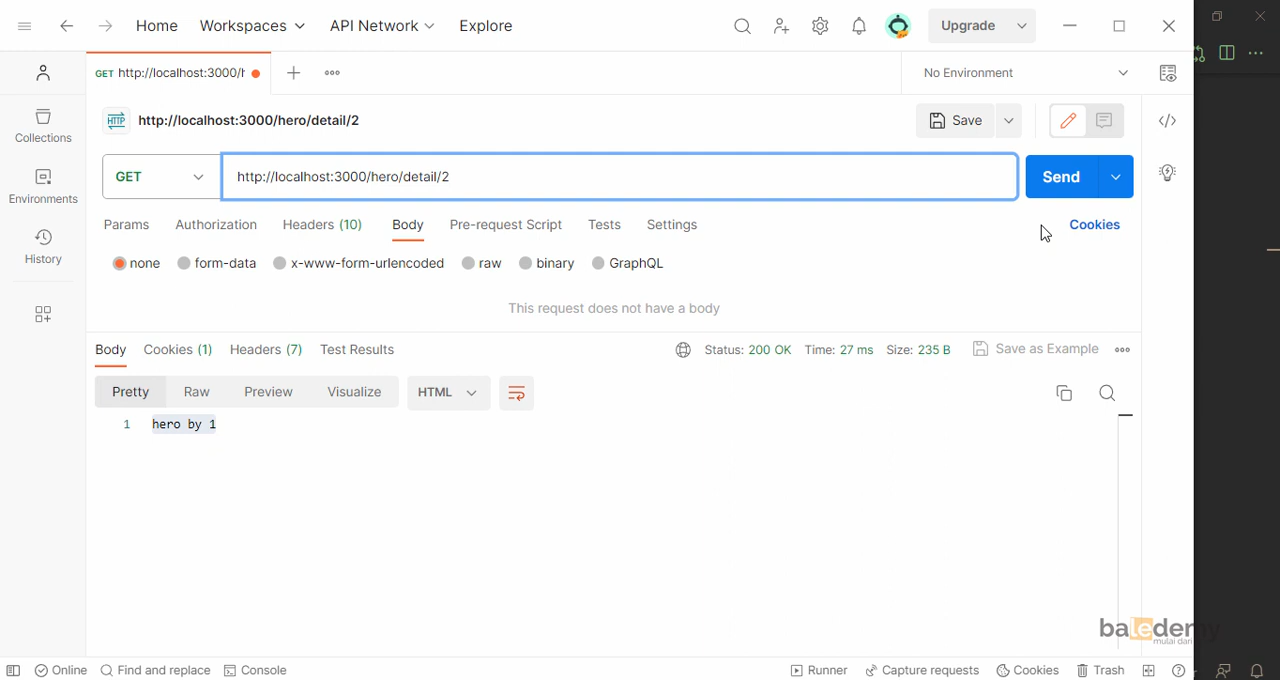 Home Workspaces API Network Explore Upgrade
GET http://localhost:3000/h No Environment
HTTP http://localhost:3000/hero/detail/2 Save
Collections
GET http://localhost:3000/hero/detail/2 Send
Environments
Params Authorization Headers (10) Body Pre-request Script Tests Settings Cookies
History
none form-data x-www-form-urlencoded raw binary GraphQL
This request does not have a body
Body Cookies (1) Headers (7) Test Results Status: 200 OK Time: 27 ms Size: 235 B Save as Example
Pretty Raw Preview Visualize HTML
1 hero by 1
baledemy
mulai dari
Online Find and replace Console Runner Capture requests Cookies Trash